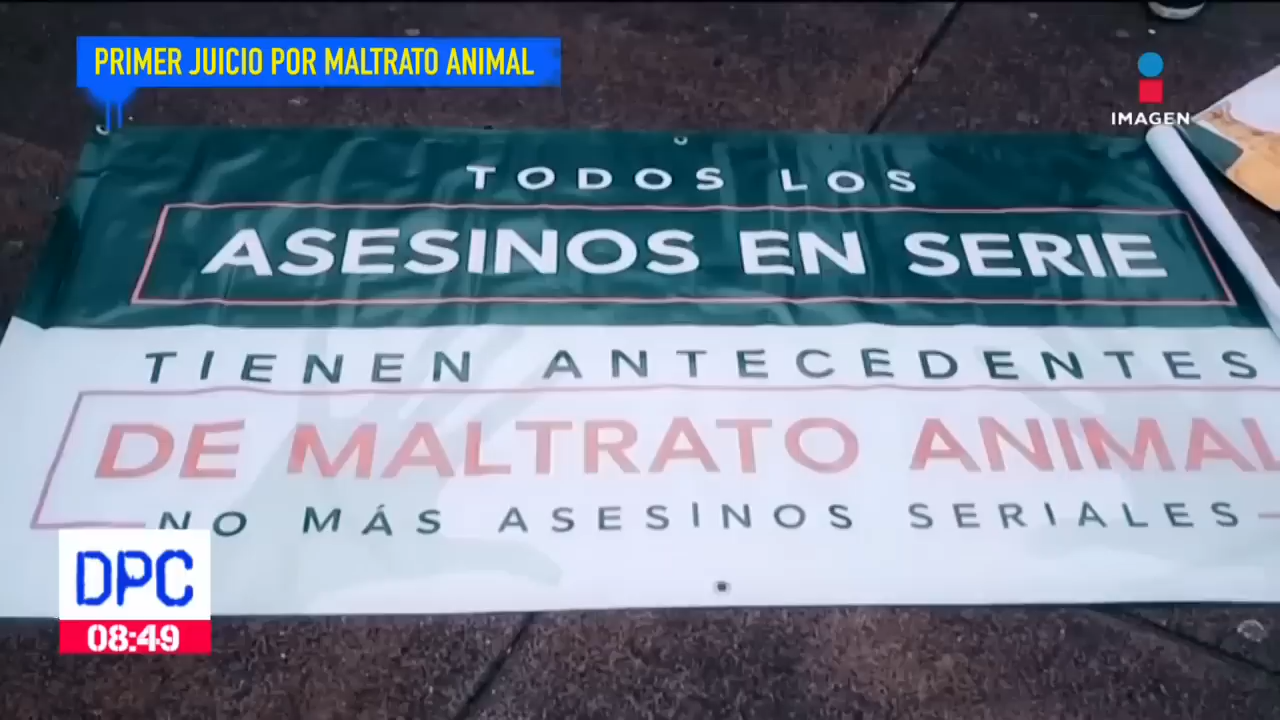 PRIMER JUICIO POR MALTRATO ANIMAL
IMAGEN
TODOS LOS
ASESINOS EN SERIE
TIENEN ANTECEDENTES
DE MALTRATO ANIMAL
NO MÁS ASESINOS SERIALES
DPC
08:49